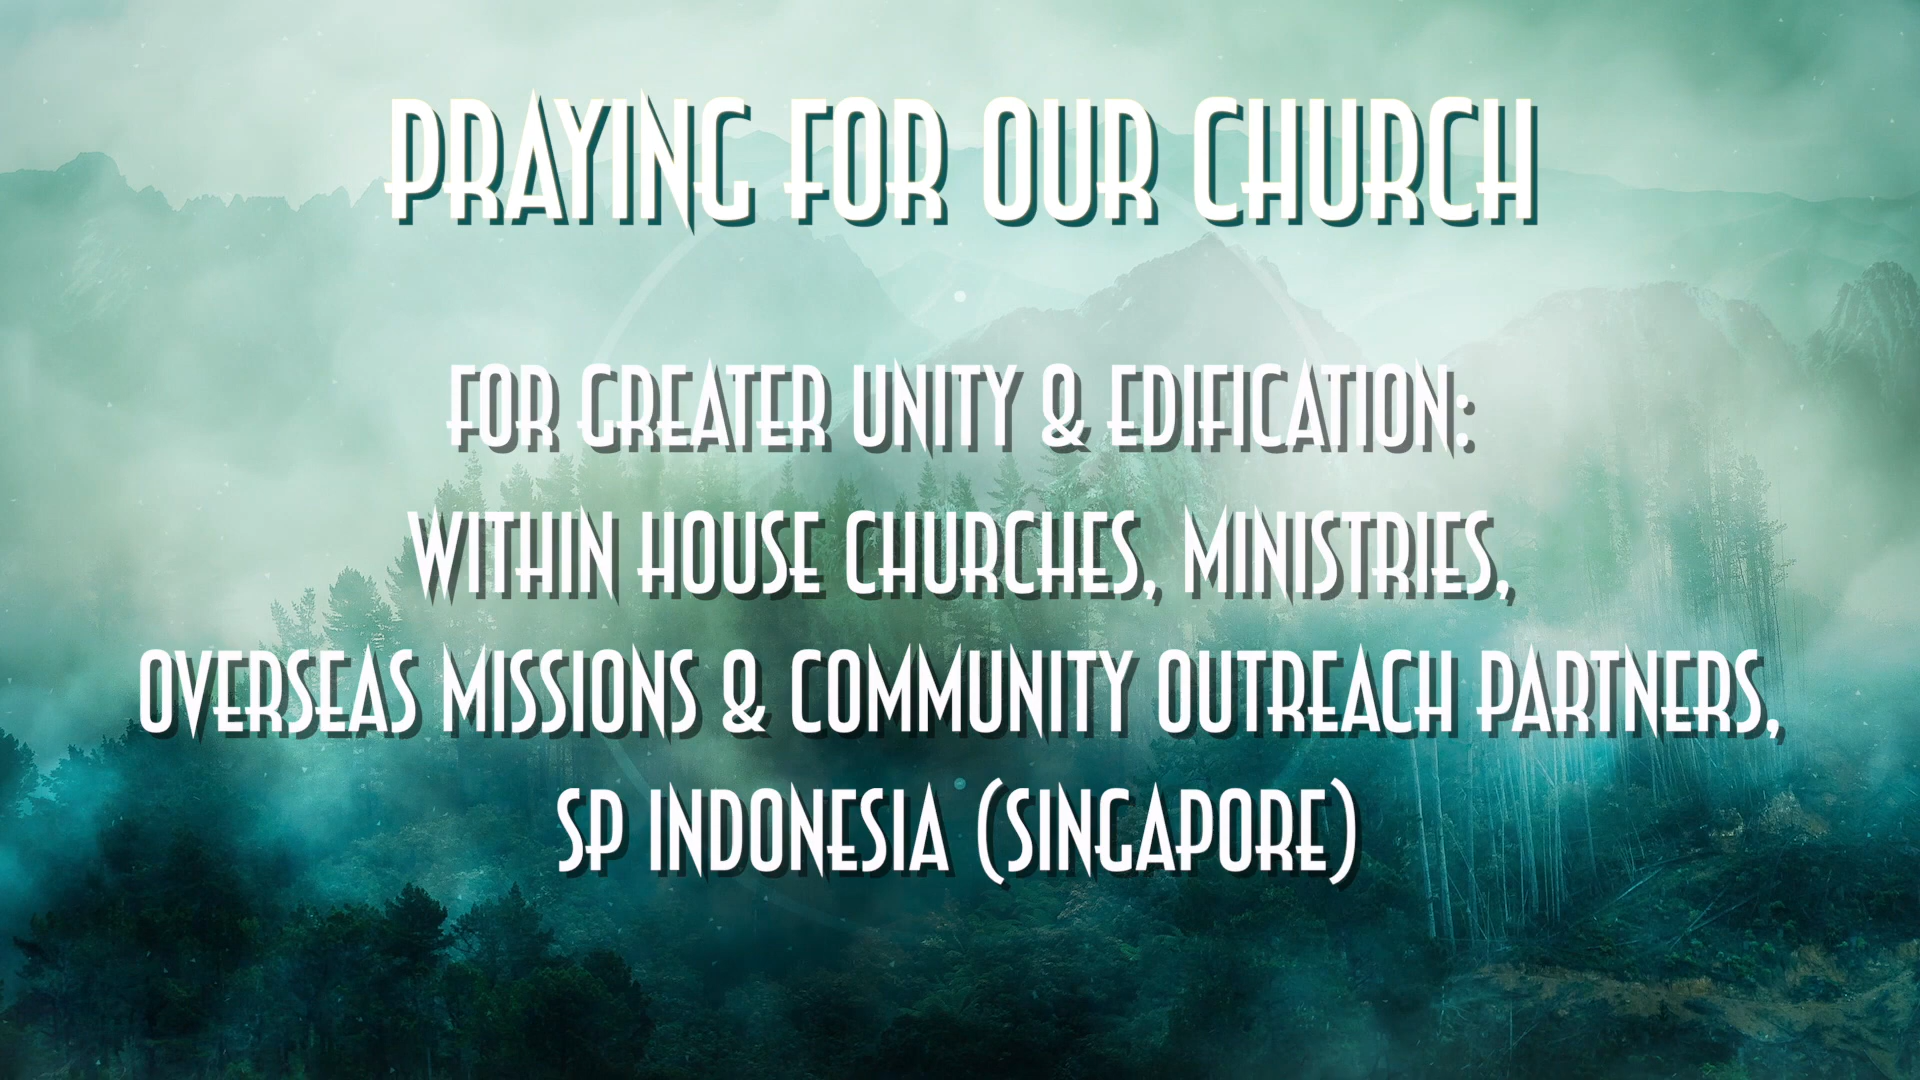 PRAYING FOR OUR CHURCH
FOR GREATER UNITY & EDIFICATION:
WITHIN HOUSE CHURCHES, MINISTRIES,
OVERSEAS MISSIONS & COMMUNITY OUTREACH PARTNERS,
SP INDONESIA (SINGAPORE)